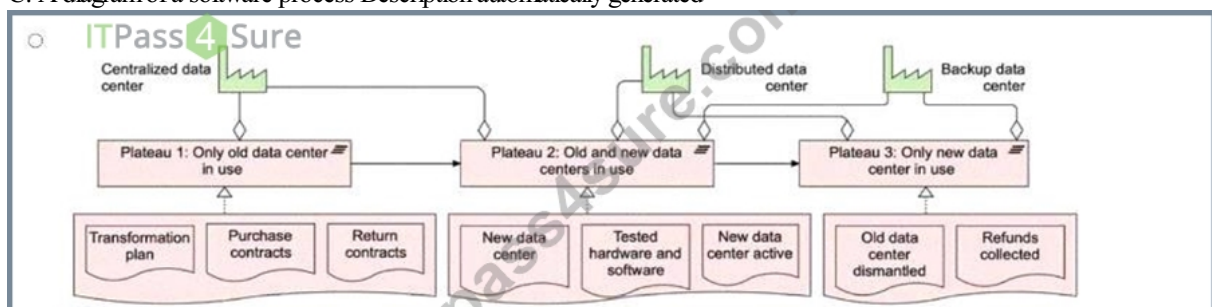 C. A diagram of a software process Description automatically generated
ITPass4Sure
Centralized data
center
Distributed data
center
Backup data
center
Plateau 1: Only old data center
in use
Plateau 2: Old and new data
centers in use
Plateau 3: Only new data
center in use
Transformation
plan
Purchase
contracts
Return
contracts
New data
center
Tested
hardware and
software
New data
center active
Old data
center
dismantled
Refunds
collected
pass4sure.com